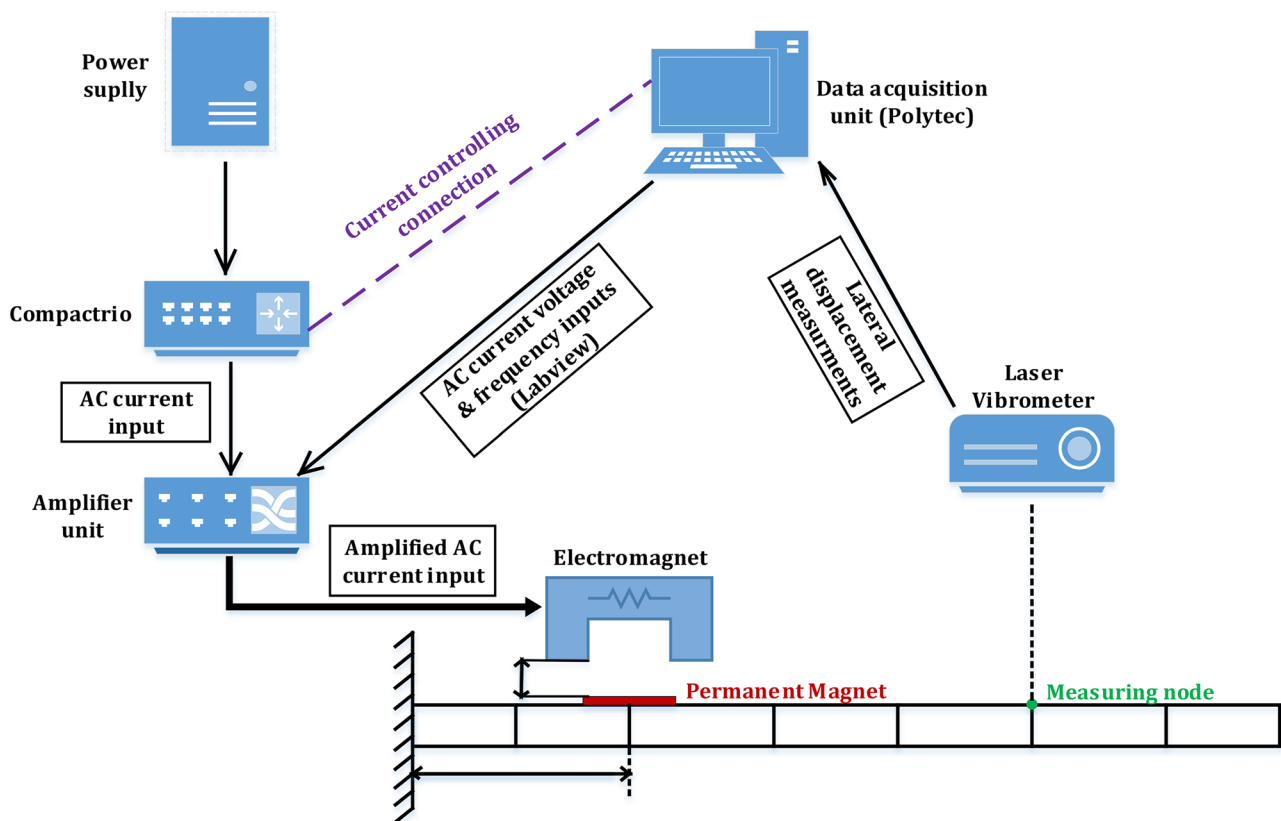 Power
suplly
Data acquisition
unit (Polytec)
Current controlling
connection
Compactrio
AC current voltage
& frequency inputs
(Labview)
Lateral
displacement
measurments
Laser
Vibrometer
AC current
input
Amplifier
unit
Amplified AC
current input
Electromagnet
Permanent Magnet
Measuring node